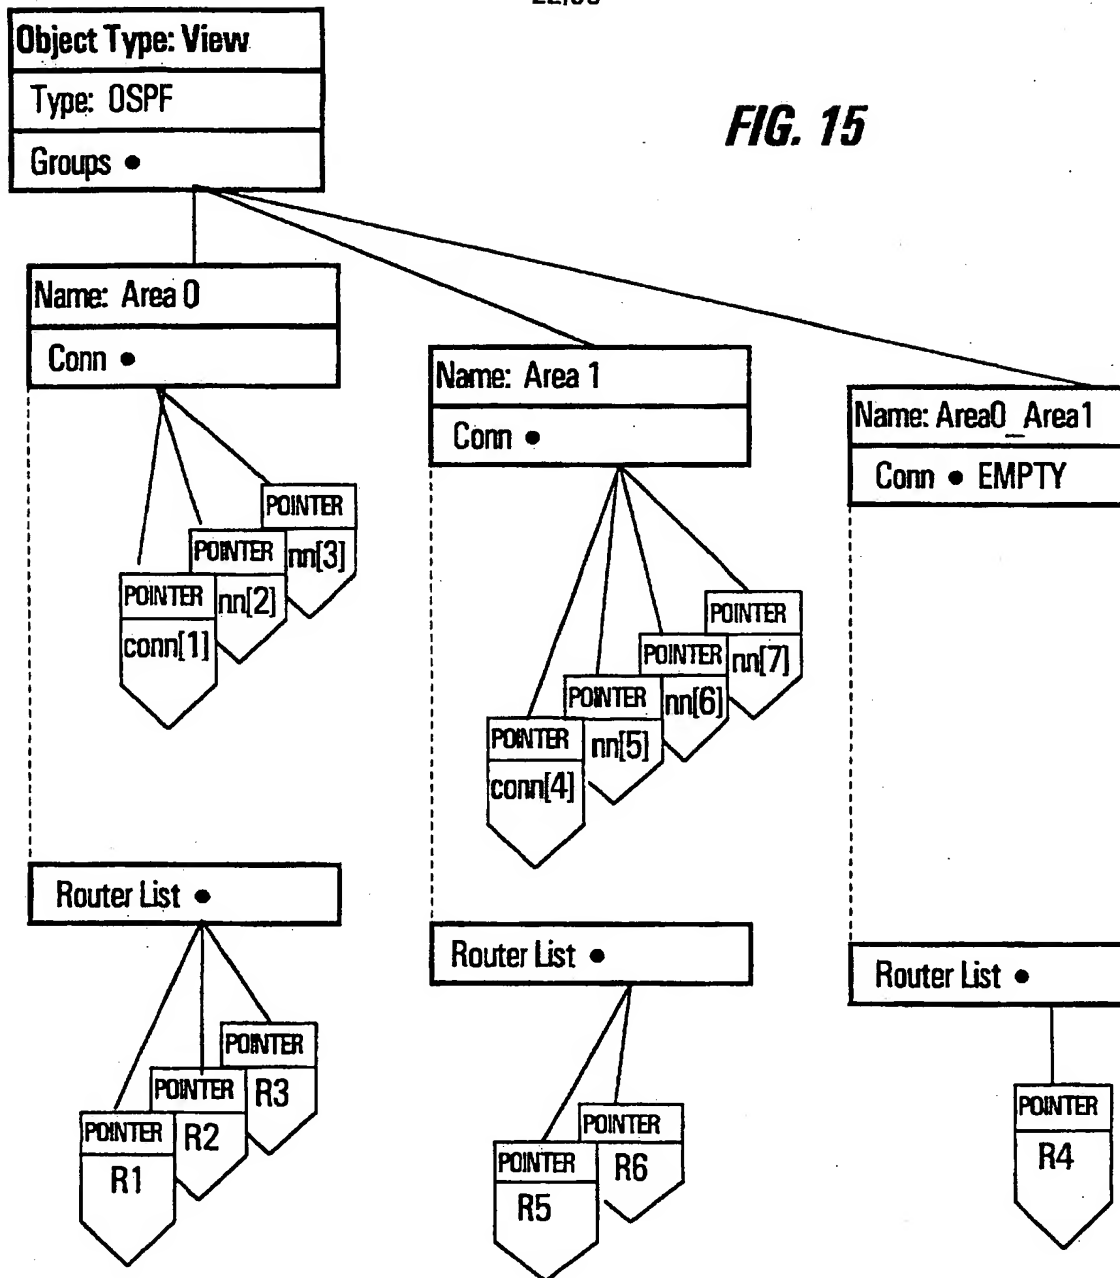 Object Type: View
Type: OSPF
Groups •
FIG. 15
Name: Area 0
Conn •
POINTER
nn[3]
POINTER
nn[2]
POINTER
conn[1]
Name: Area 1
Conn •
POINTER
nn[7]
POINTER
nn[6]
POINTER
nn[5]
POINTER
conn[4]
Name: Area0_Area1
Conn • EMPTY
Router List •
POINTER
R3
POINTER
R2
POINTER
R1
Router List •
POINTER
R6
POINTER
R5
Router List •
POINTER
R4